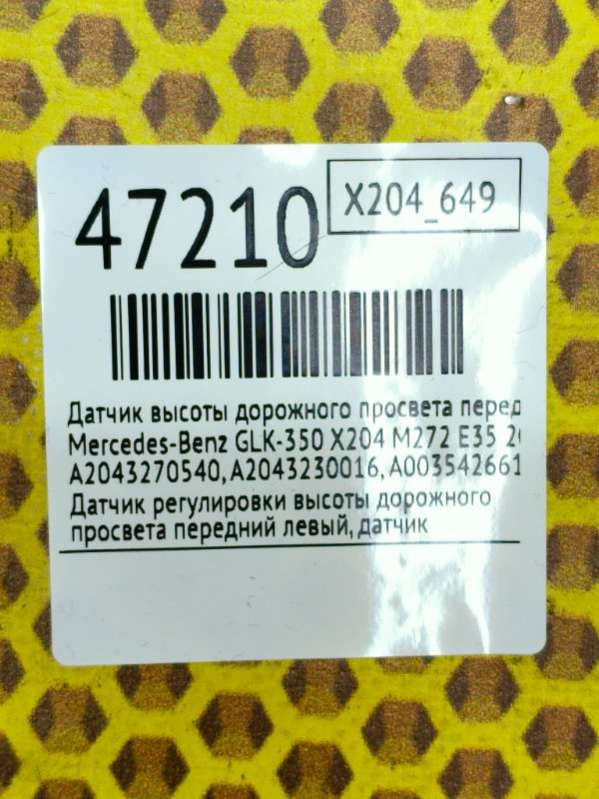 47210
X204_649
Датчик высоты дорожного просвета перед
Mercedes-Benz GLK-350 X204 M272 E35 2
A2043270540, A2043230016, A003542661
Датчик регулировки высоты дорожного
просвета передний левый, датчик